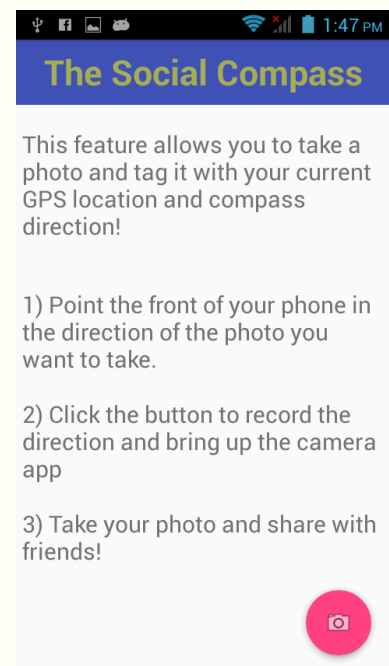 1:47 PM
The Social Compass
This feature allows you to take a
photo and tag it with your current
GPS location and compass
direction!
1) Point the front of your phone in
the direction of the photo you
want to take.
2) Click the button to record the
direction and bring up the camera
app
3) Take your photo and share with
friends!